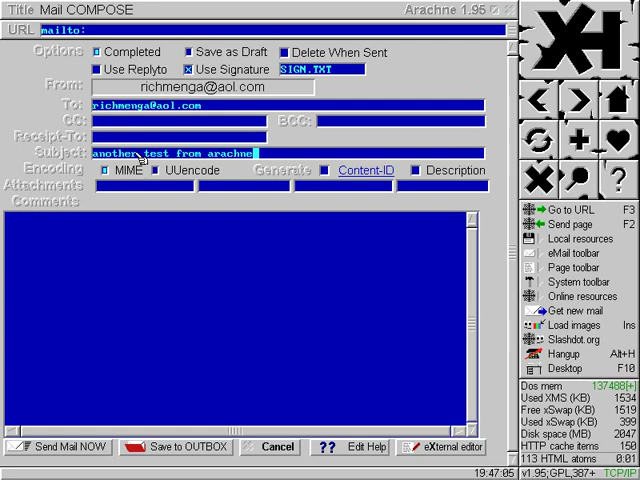 Title Mail COMPOSE Arachne 1.95
URL mailto:
Options Completed Save as Draft Delete When Sent
Use Replyto Use Signature SIGN.TXT
From: richmenga@aol.com
To: richmenga@aol.com
CC: BCC:
Receipt-To:
Subject: another test from arachne
Encoding MIME UUencode Generate Content-ID Description
Attachments
Comments
Send Mail NOW Save to OUTBOX Cancel ?? Edit Help eXternal editor
19:47:05
XH
?
Go to URL F3
Send page F2
Local resources
eMail toolbar
Page toolbar
System toolbar
Online resources
Get new mail
Load images Ins
Slashdot.org
Hangup Alt+H
Desktop F10
Dos mem 137488[+]
Used XMS (KB) 1534
Free xSwap (KB) 1519
Used xSwap (KB) 399
Disk space (MB) 2047
HTTP cache items 150
113 HTML atoms 0:01
v1.95;GPL,387+ TCP/IP